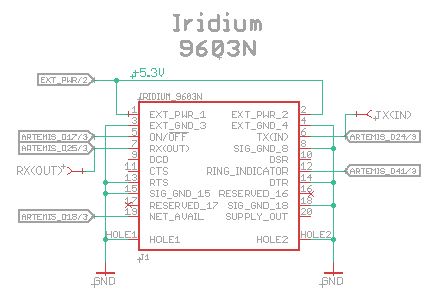 Iridium
9603N
EXT_PWR/2
+5.3V
IRIDIUM_9603N
1 EXT_PWR_1 EXT_PWR_2 2
3 EXT_GND_3 EXT_GND_4 4
TX(IN)
ARTEMIS_D17/3 5 ON/OFF TX(IN) 6 ARTEMIS_D24/9
ARTEMIS_D25/3 7 RX(OUT) SIG_GND_8 8
9 DCD DSR 10
RX(OUT) 11 CTS RING_INDICATOR 12 ARTEMIS_D41/3
13 RTS DTR 14
15 SIG_GND_15 RESERVED_16 16
17 RESERVED_17 SIG_GND_18 18
ARTEMIS_D18/3 19 NET_AVAIL SUPPLY_OUT 20
HOLE1 HOLE1 HOLE2 HOLE2
J1
GND GND